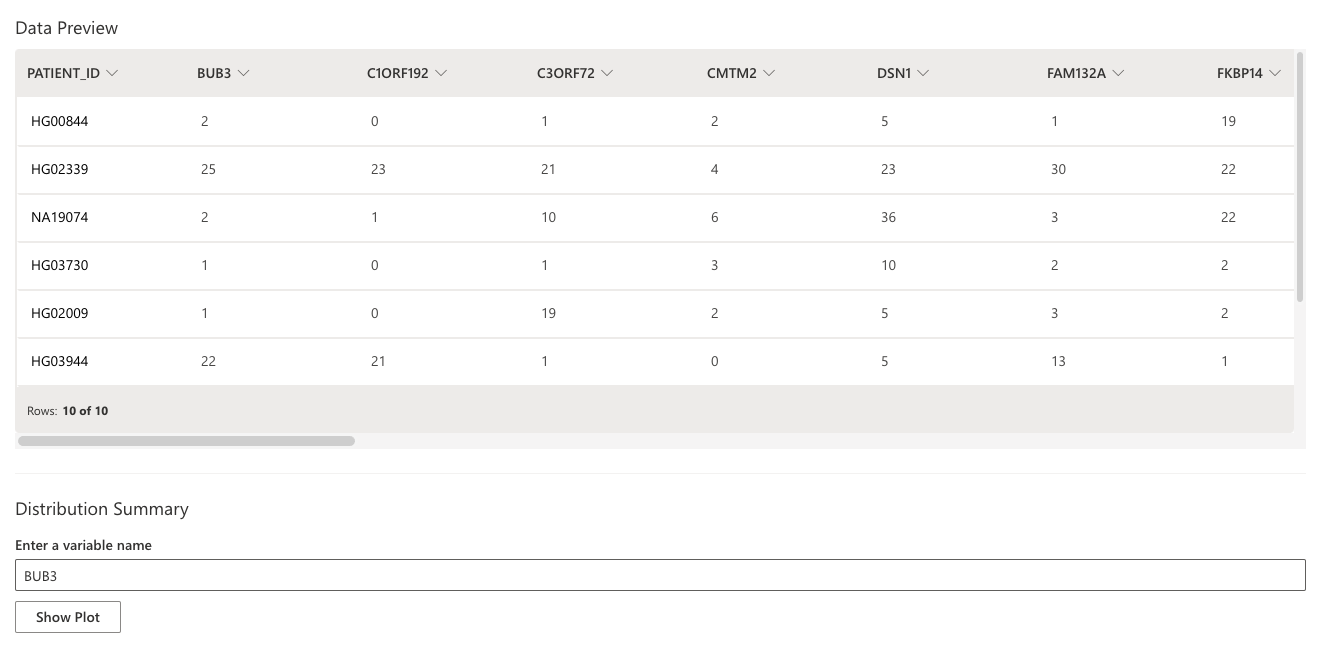 Data Preview
PATIENT_ID BUB3 C1ORF192 C3ORF72 CMTM2 DSN1 FAM132A FKBP14
HG00844 2 0 1 2 5 1 19
HG02339 25 23 21 4 23 30 22
NA19074 2 1 10 6 36 3 22
HG03730 1 0 1 3 10 2 2
HG02009 1 0 19 2 5 3 2
HG03944 22 21 1 0 5 13 1
Rows: 10 of 10
Distribution Summary
Enter a variable name
BUB3
Show Plot